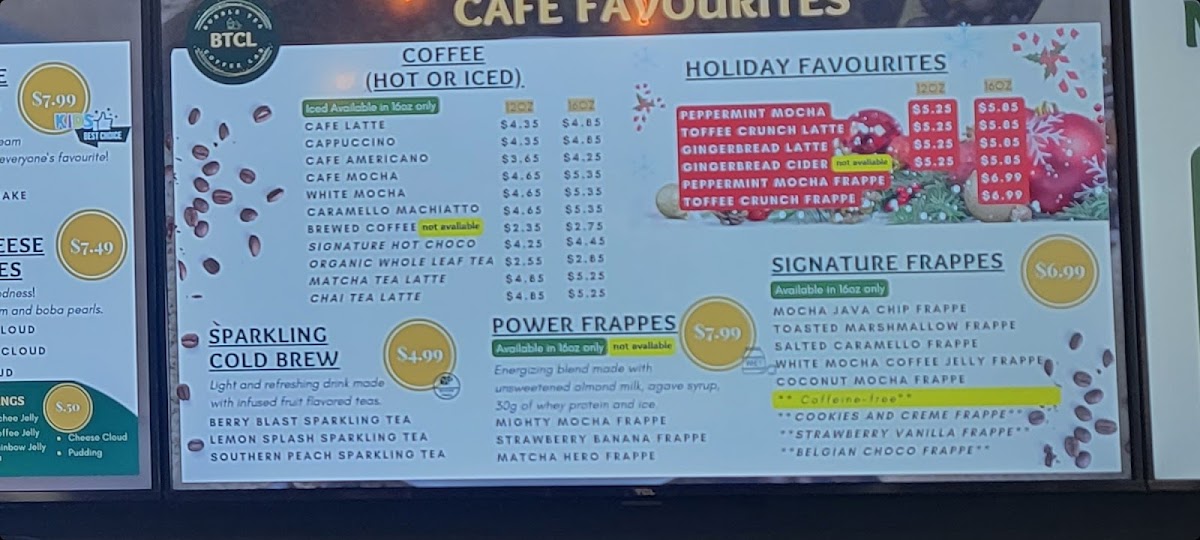 CAFE FAVOURITES
BUBBLE TEA
BTCL
COFFEE LAB
$7.99
KIDS
BEST CHOICE
everyone's favourite!
AKE
$7.49
and boba pearls.
LOUD
CLOUD
$.50
Cheese Cloud
Pudding
COFFEE
(HOT OR ICED)
Iced Available in 16oz only 12OZ 16OZ
CAFE LATTE $4.35 $4.85
CAPPUCCINO $4.35 $4.85
CAFE AMERICANO $3.65 $4.25
CAFE MOCHA $4.65 $5.35
WHITE MOCHA $4.65 $5.35
CARAMELLO MACHIATTO $4.65 $5.35
BREWED COFFEE not avaliable $2.35 $2.75
SIGNATURE HOT CHOCO $4.25 $4.45
ORGANIC WHOLE LEAF TEA $2.55 $2.85
MATCHA TEA LATTE $4.85 $5.25
CHAI TEA LATTE $4.85 $5.25
SPARKLING
COLD BREW
$4.99
Light and refreshing drink made
with infused fruit flavored teas.
BERRY BLAST SPARKLING TEA
LEMON SPLASH SPARKLING TEA
SOUTHERN PEACH SPARKLING TEA
POWER FRAPPES
$7.99
Available in 16oz only not avaliable
Energizing blend made with
unsweetened almond milk, agave syrup,
30g of whey protein and ice.
MIGHTY MOCHA FRAPPE
STRAWBERRY BANANA FRAPPE
MATCHA HERO FRAPPE
HOLIDAY FAVOURITES
12OZ 16OZ
PEPPERMINT MOCHA $5.25 $5.85
TOFFEE CRUNCH LATTE $5.25 $5.85
GINGERBREAD LATTE $5.25 $5.85
GINGERBREAD CIDER not avaliable $5.25 $5.85
PEPPERMINT MOCHA FRAPPE $6.99
TOFFEE CRUNCH FRAPPE $6.99
SIGNATURE FRAPPES
$6.99
Available in 16oz only
MOCHA JAVA CHIP FRAPPE
TOASTED MARSHMALLOW FRAPPE
SALTED CARAMELLO FRAPPE
WHITE MOCHA COFFEE JELLY FRAPPE
COCONUT MOCHA FRAPPE
** Caffeine-free**
**COOKIES AND CREME FRAPPE**
**STRAWBERRY VANILLA FRAPPE**
**BELGIAN CHOCO FRAPPE**
TCL